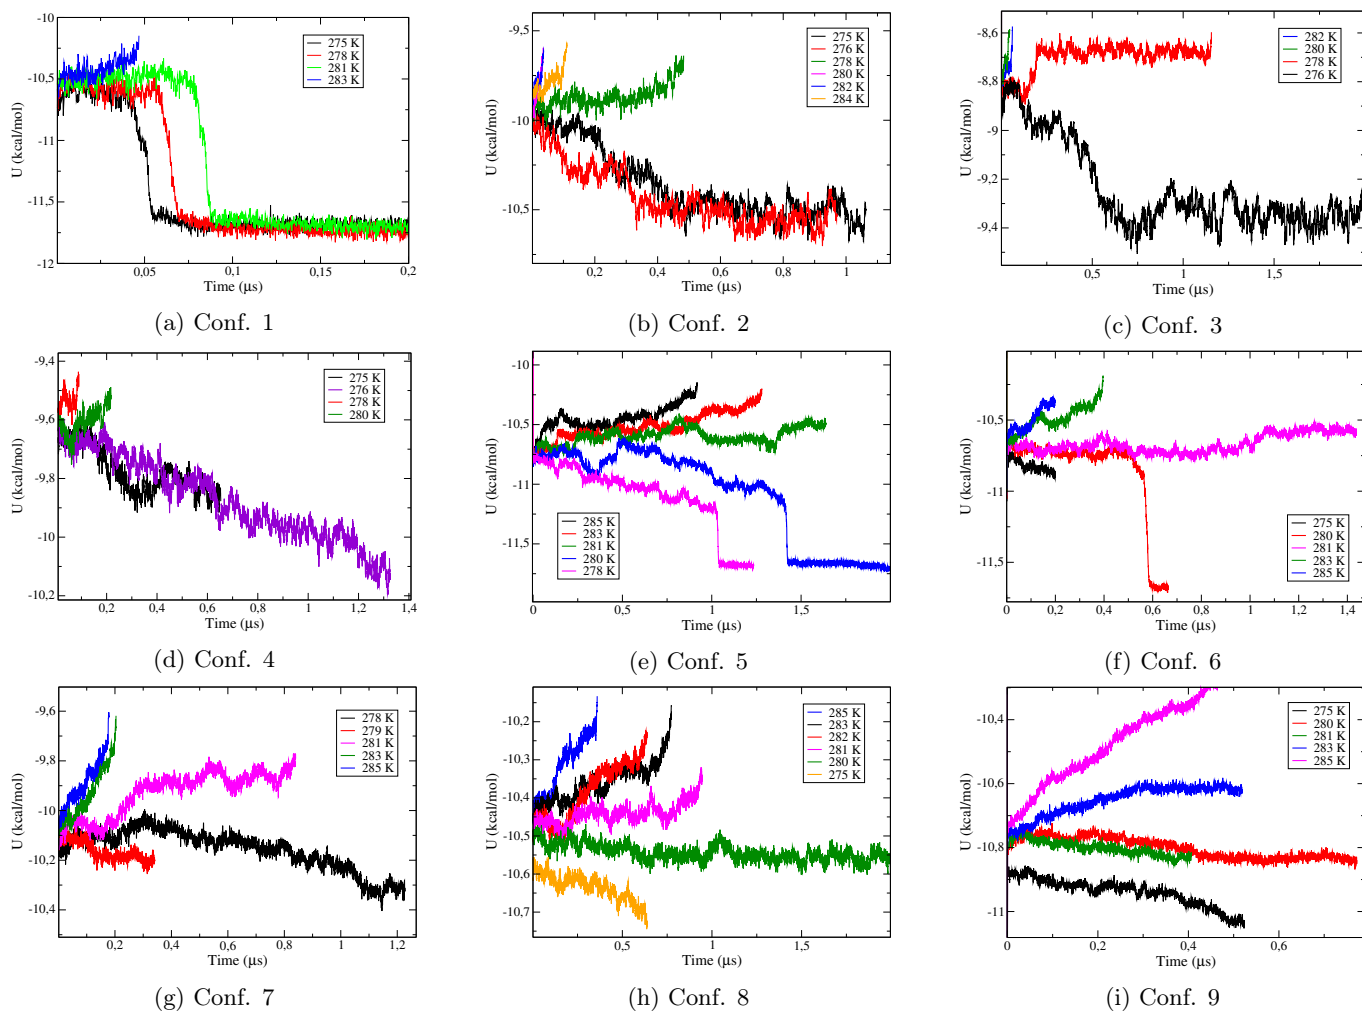 -10
-10,5
-11
-11,5
-12
U (kcal/mol)
0,05
0,1
0,15
0,2
Time (μs)
275 K
278 K
281 K
283 K
(a) Conf. 1
-9,5
-10
-10,5
U (kcal/mol)
0,2
0,4
0,6
0,8
1
Time (μs)
275 K
276 K
278 K
280 K
282 K
284 K
(b) Conf. 2
-8,6
-8,8
-9
-9,2
-9,4
U (kcal/mol)
0,5
1
1,5
Time (μs)
282 K
280 K
278 K
276 K
(c) Conf. 3
-9,4
-9,6
-9,8
-10
-10,2
U (kcal/mol)
0,2
0,4
0,6
0,8
1
1,2
1,4
Time (μs)
275 K
276 K
278 K
280 K
(d) Conf. 4
-10
-10,5
-11
-11,5
U (kcal/mol)
0
0,5
1
1,5
Time (μs)
285 K
283 K
281 K
280 K
278 K
(e) Conf. 5
-10,5
-11
-11,5
U (kcal/mol)
0
0,2
0,4
0,6
0,8
1
1,2
1,4
Time (μs)
275 K
280 K
281 K
283 K
285 K
(f) Conf. 6
-9,6
-9,8
-10
-10,2
-10,4
U (kcal/mol)
0,2
0,4
0,6
0,8
1
1,2
Time (μs)
278 K
279 K
281 K
283 K
285 K
(g) Conf. 7
-10,2
-10,3
-10,4
-10,5
-10,6
-10,7
U (kcal/mol)
0,5
1
1,5
Time (μs)
285 K
283 K
282 K
281 K
280 K
275 K
(h) Conf. 8
-10,4
-10,6
-10,8
-11
U (kcal/mol)
0
0,2
0,4
0,6
Time (μs)
275 K
280 K
281 K
283 K
285 K
(i) Conf. 9